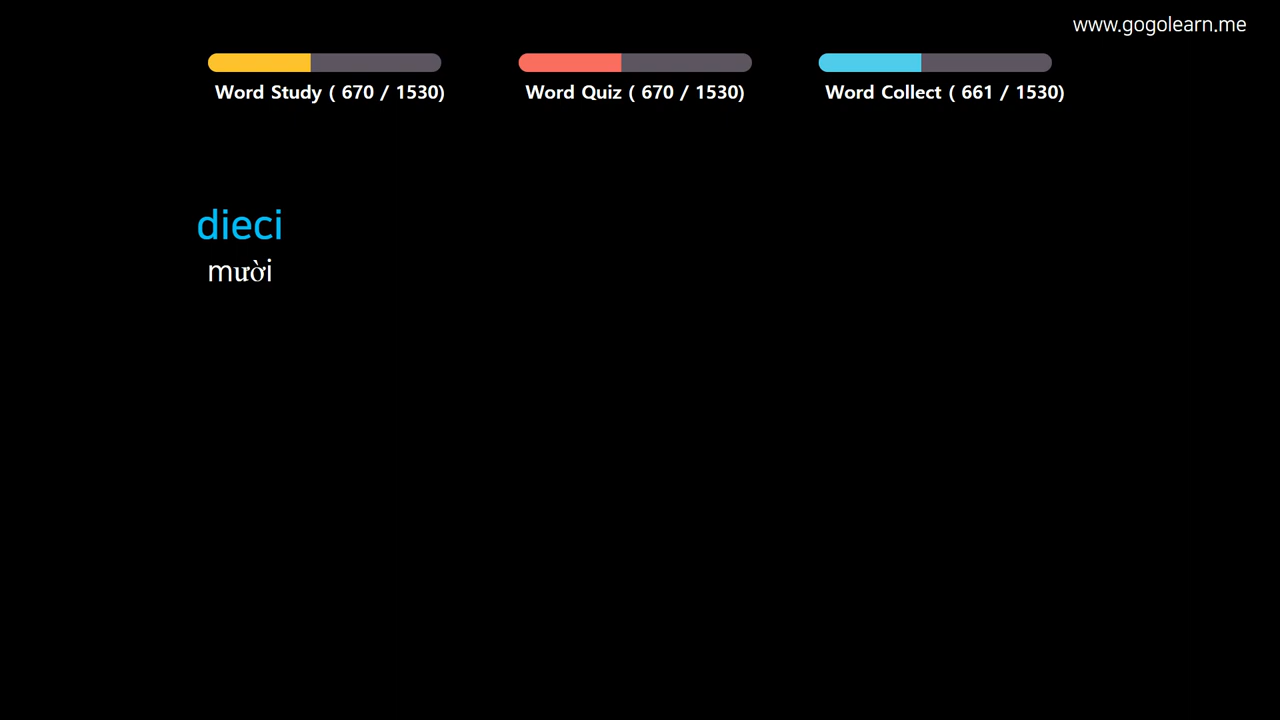 www.gogolearn.me
Word Study ( 670 / 1530)
Word Quiz ( 670 / 1530)
Word Collect ( 661 / 1530)
dieci
mười